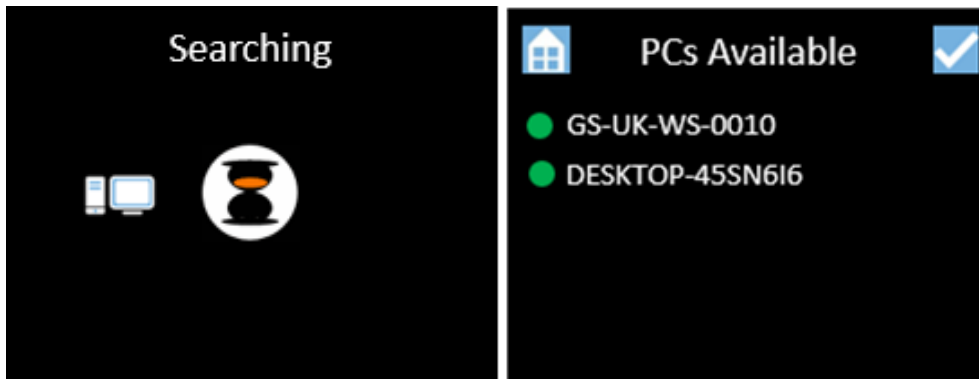 Searching
PCs Available
GS-UK-WS-0010
DESKTOP-45SN6I6